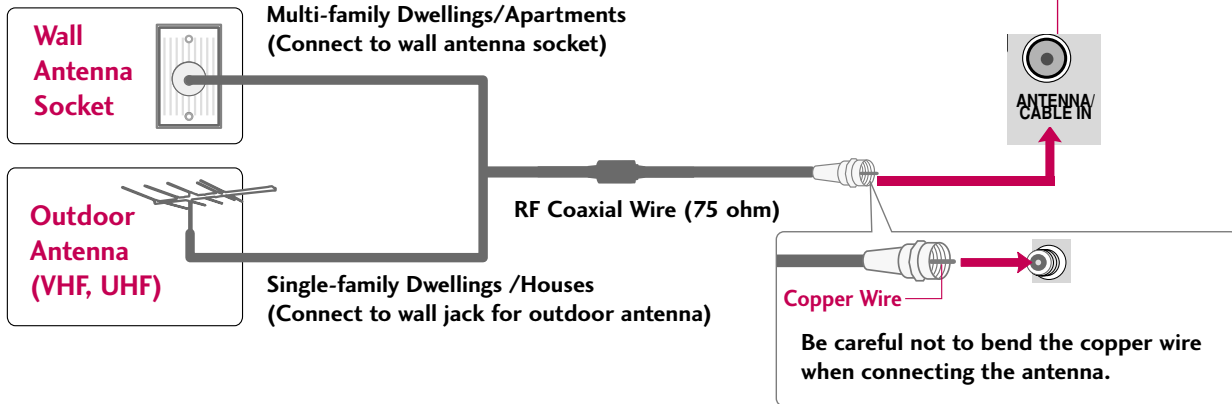 Wall
Antenna
Socket
Multi-family Dwellings/Apartments
(Connect to wall antenna socket)
ANTENNA/
CABLE IN
Outdoor
Antenna
(VHF, UHF)
RF Coaxial Wire (75 ohm)
Single-family Dwellings /Houses
(Connect to wall jack for outdoor antenna)
Copper Wire
Be careful not to bend the copper wire
when connecting the antenna.